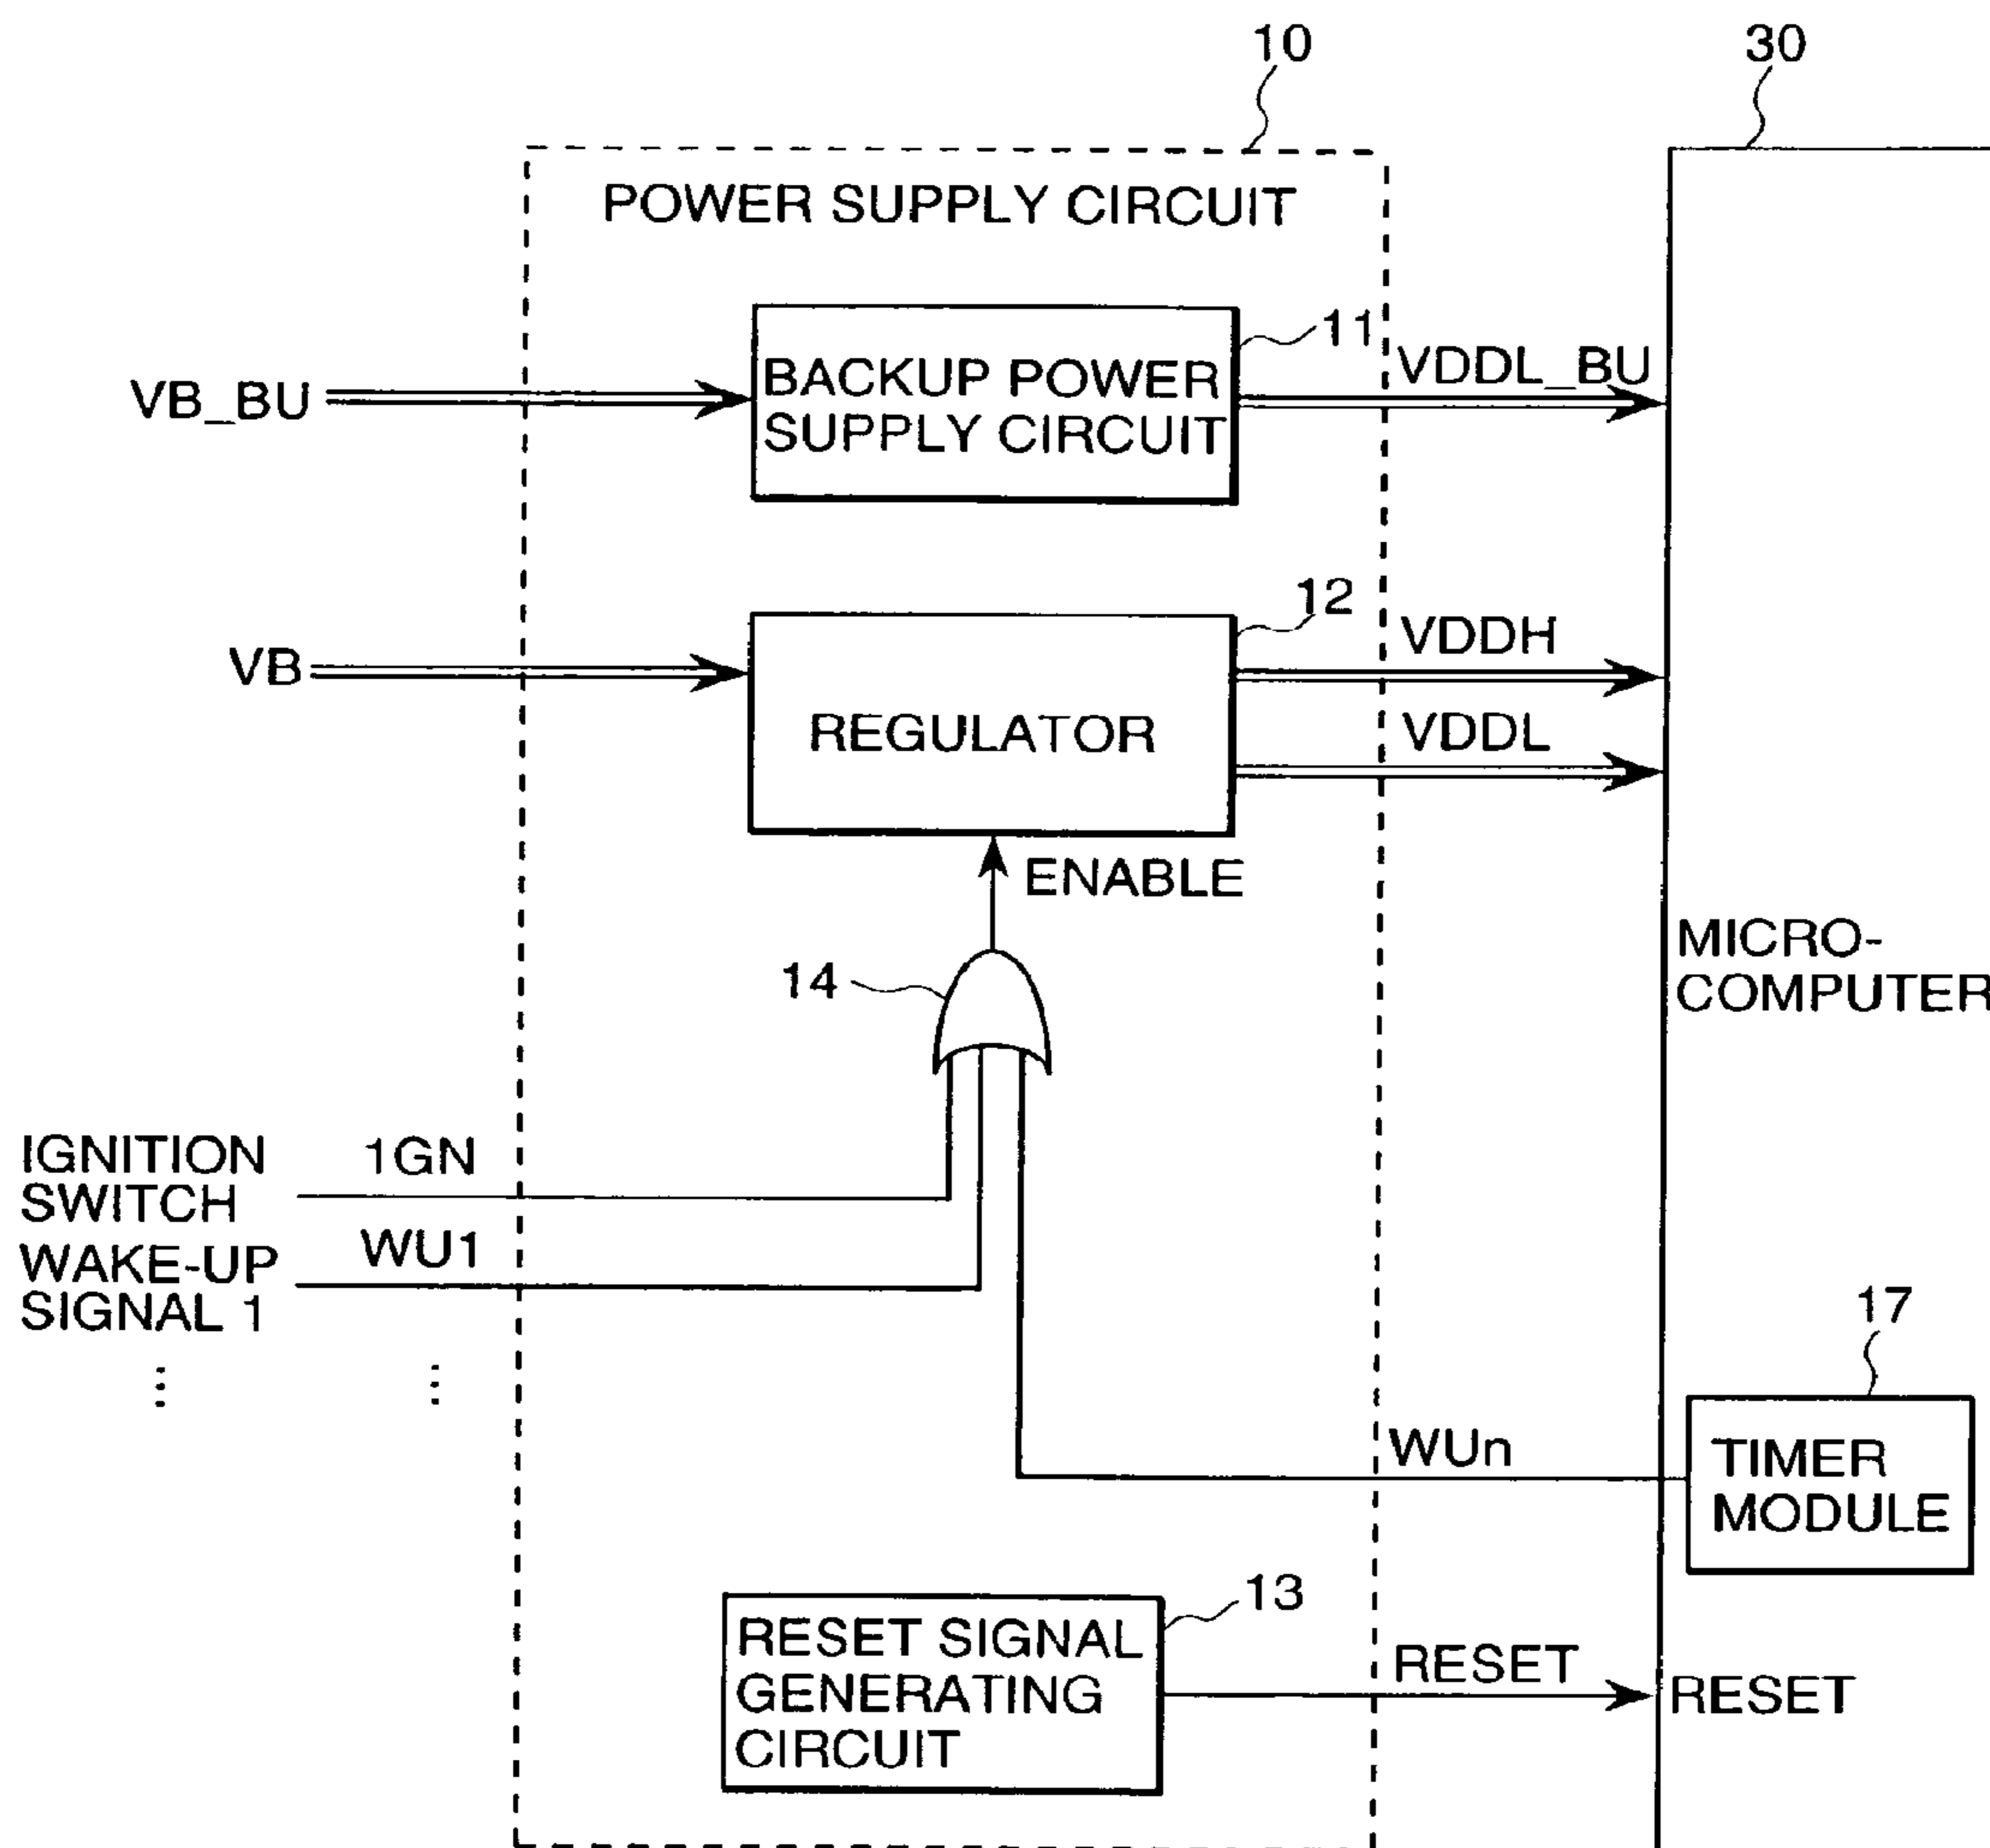 10
30
POWER SUPPLY CIRCUIT
11
VB_BU
BACKUP POWER
SUPPLY CIRCUIT
VDDL_BU
12
VB
REGULATOR
VDDH
VDDL
ENABLE
14
MICRO-
COMPUTER
IGNITION
SWITCH
1GN
WAKE-UP
SIGNAL 1
WU1
17
WUn
TIMER
MODULE
13
RESET SIGNAL
GENERATING
CIRCUIT
RESET
RESET